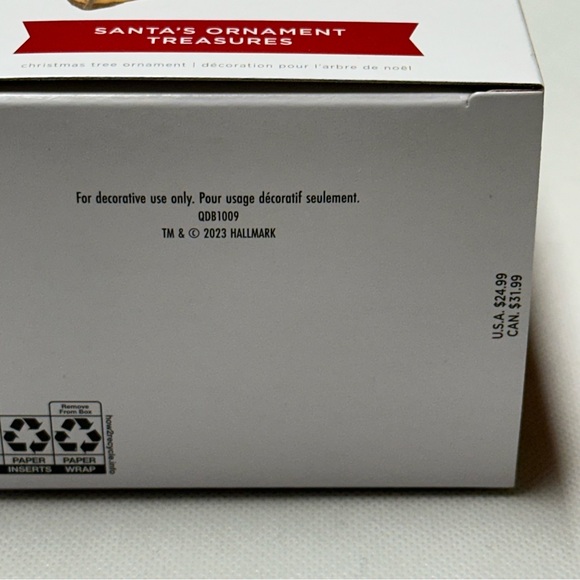 SANTA'S ORNAMENT
TREASURES
christmas tree ornament | décoration pour l'arbre de noël
For decorative use only. Pour usage décoratif seulement.
QDB1009
TM & © 2023 HALLMARK
U.S.A. $24.99
CAN. $31.99
Remove
From Box
PAPER
INSERTS
PAPER
WRAP
how2recycle.info